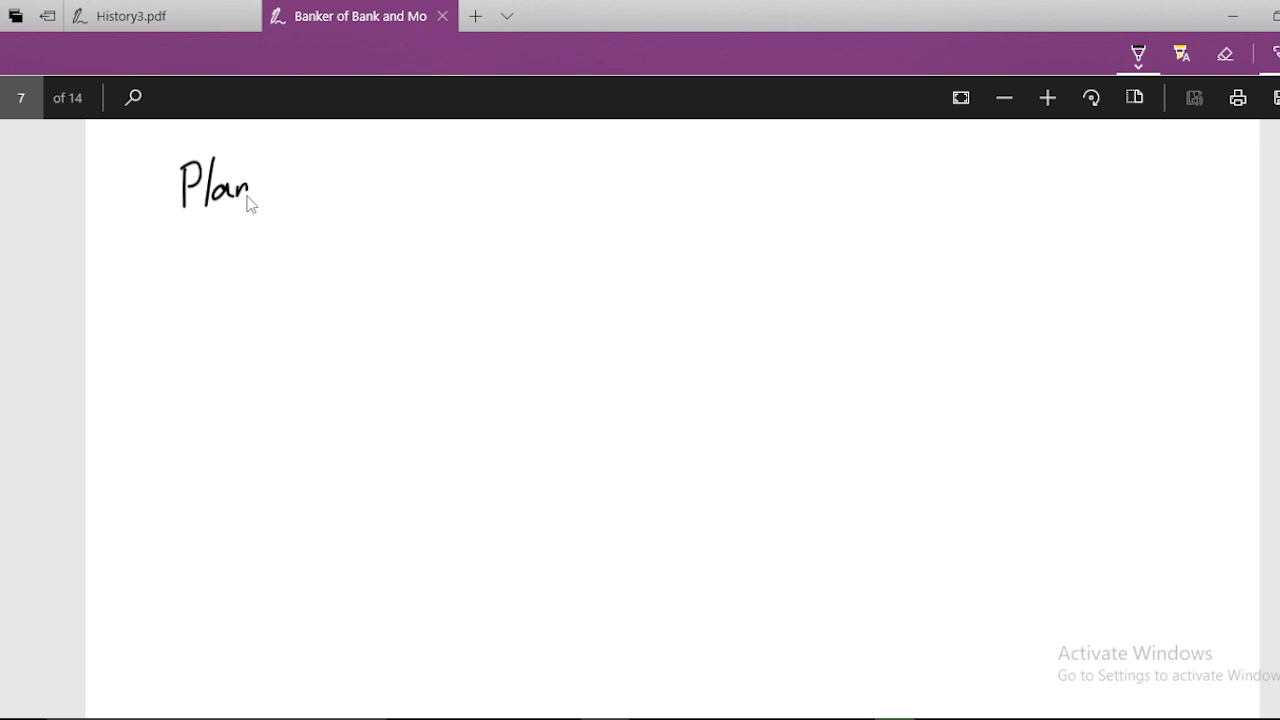 History3.pdf
Banker of Bank and Mo
7 of 14
Plan
Activate Windows
Go to Settings to activate Window